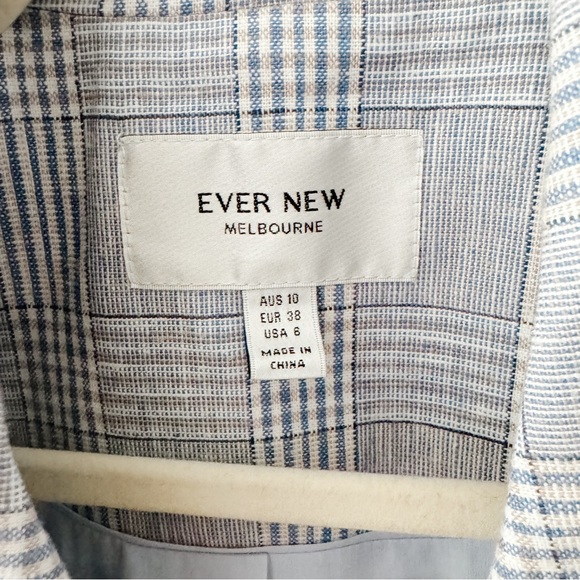 EVER NEW
MELBOURNE
AUS 10
EUR 38
USA 6
MADE IN
CHINA